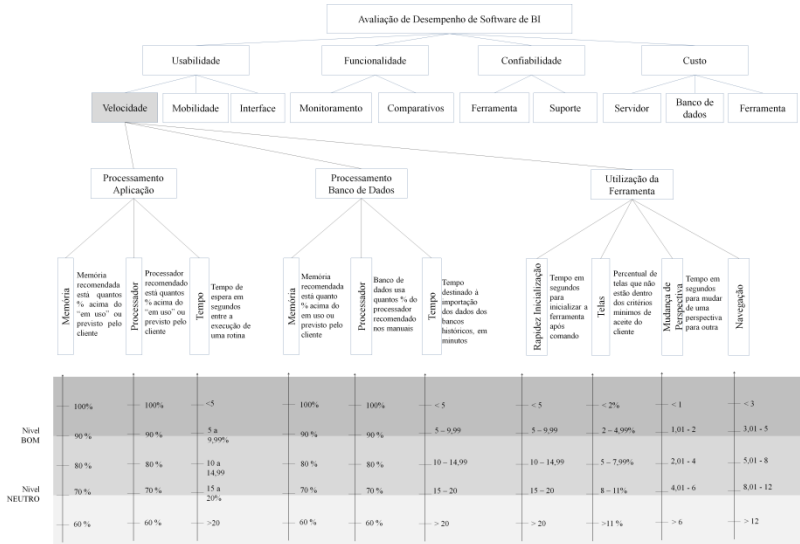 Avaliação de Desempenho de Software de BI
Usabilidade
Funcionalidade
Confiabilidade
Custo
Velocidade
Mobilidade
Interface
Monitoramento
Comparativos
Ferramenta
Suporte
Servidor
Banco de
dados
Ferramenta
Processamento
Aplicação
Processamento
Banco de Dados
Utilização da
Ferramenta
Memória
Memória
recomendada
está quantos
% acima do
"em uso" ou
previsto pelo
cliente
Processador
Processador
recomendado
está quantos
% acima do
"em uso" ou
previsto pelo
cliente
Tempo
Tempo de
espera em
segundos
entre a
execução de
uma rotina
Memória
Memória
recomendada
está quanto
% acima do
em uso ou
previsto pelo
cliente
Processador
Banco de
dados usa
quantos % do
processador
recomendado
nos manuais
Tempo
Tempo
destinado à
importação
dos dados dos
bancos
históricos, em
minutos
Rapidez Inicialização
Tempo em
segundos
para
inicializar a
ferramenta
após
comando
Telas
Percentual de
telas que não
estão dentro
dos critérios
mínimos de
aceite do
cliente
Mudança de
Perspectiva
Tempo em
segundos
para mudar
de uma
perspectiva
para outra
Navegação
100%
100%
<5
100%
100%
< 5
< 5
< 2%
< 1
< 3
Nivel
BOM
90 %
90 %
5 a
9,99%
90 %
90 %
5 – 9,99
5 – 9,99
2 – 4,99%
1,01 - 2
3,01 - 5
80 %
80 %
10 a
14,99
80 %
80 %
10 – 14,99
10 – 14,99
5 – 7,99%
2,01 - 4
5,01 - 8
Nivel
NEUTRO
70 %
70 %
15 a
20%
70 %
70 %
15 – 20
15 – 20
8 – 11%
4,01 - 6
8,01 - 12
60 %
60 %
>20
60 %
60 %
> 20
> 20
>11 %
> 6
> 12